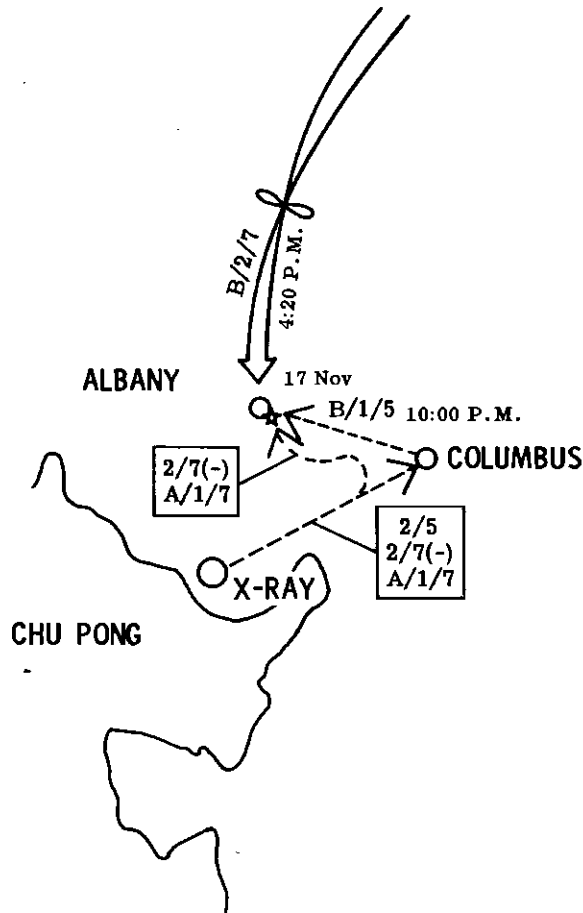 B/2/7
4:20 P.M.
ALBANY
17 Nov
B/1/5 10:00 P.M.
COLUMBUS
2/7(-)
A/1/7
2/5
2/7(-)
A/1/7
X-RAY
CHU PONG